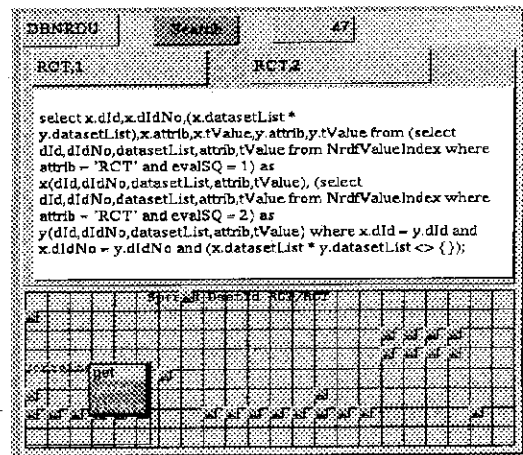 DBNRDU Search 47
RCT,1 RCT,2
select x.dId,x.dIdNo,(x.datasetList *
y.datasetList),x.attrib,x.tValue,y.attrib,y.tValue from (select
dId,dIdNo,datasetList,attrib,tValue from NrdfValueIndex where
attrib = 'RCT' and evalSQ = 1) as
x(dId,dIdNo,datasetList,attrib,tValue), (select
dId,dIdNo,datasetList,attrib,tValue from NrdfValueIndex where
attrib = 'RCT' and evalSQ = 2) as
y(dId,dIdNo,datasetList,attrib,tValue) where x.dId = y.dId and
x.dIdNo = y.dIdNo and (x.datasetList * y.datasetList <> {});
get